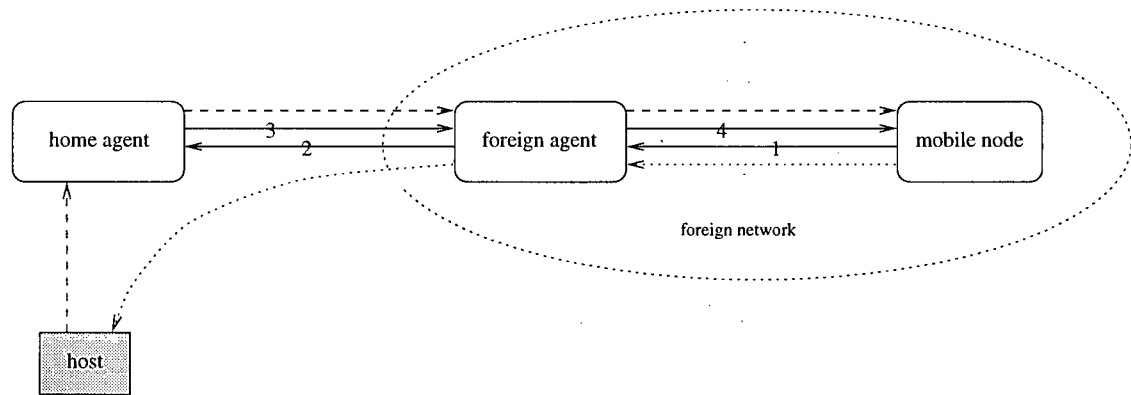 home agent
3
2
foreign agent
4
1
mobile node
foreign network
host